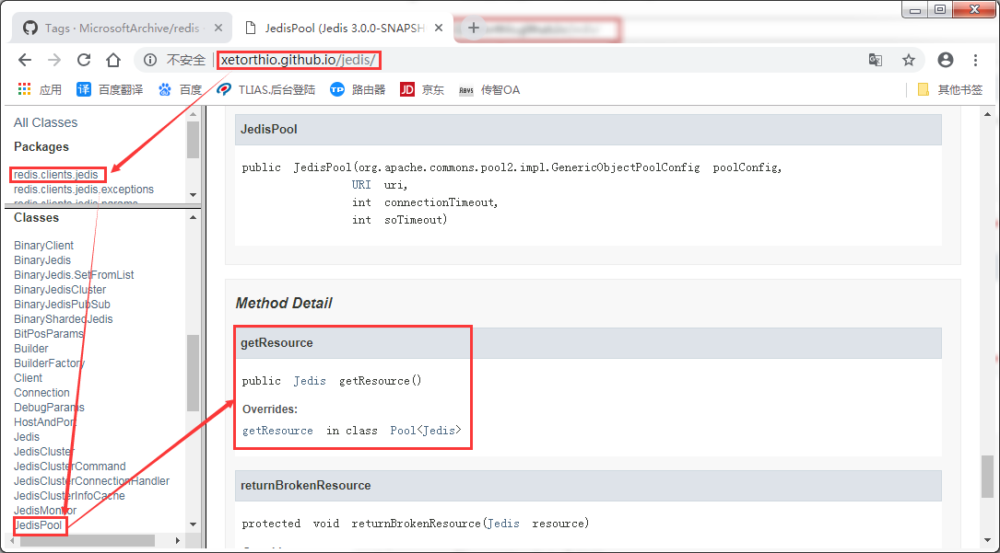 Tags · MicrosoftArchive/redis
JedisPool (Jedis 3.0.0-SNAPSH
不安全
xetorthio.github.io/jedis/
应用
译
百度翻译
百度
TLIAS.后台登陆
TP
路由器
JD
京东
传智OA
其他书签
All Classes
Packages
redis.clients.jedis
redis.clients.jedis.exceptions
redis.clients.jedis.params
Classes
BinaryClient
BinaryJedis
BinaryJedis.SetFromList
BinaryJedisCluster
BinaryJedisPubSub
BinaryShardedJedis
BitPosParams
Builder
BuilderFactory
Client
Connection
DebugParams
HostAndPort
Jedis
JedisCluster
JedisClusterCommand
JedisClusterConnectionHandler
JedisClusterInfoCache
JedisMonitor
JedisPool
JedisPool
public JedisPool(org.apache.commons.pool2.impl.GenericObjectPoolConfig poolConfig,
URI uri,
int connectionTimeout,
int soTimeout)
Method Detail
getResource
public Jedis getResource()
Overrides:
getResource in class Pool<Jedis>
returnBrokenResource
protected void returnBrokenResource(Jedis resource)